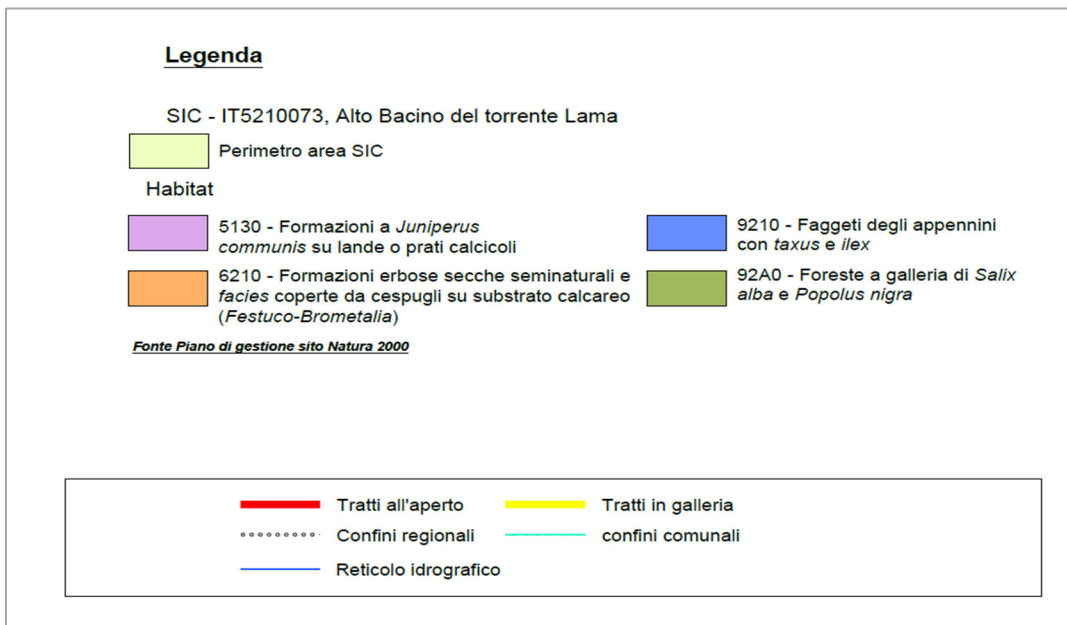 Legenda
SIC - IT5210073, Alto Bacino del torrente Lama
Perimetro area SIC
Habitat
5130 - Formazioni a Juniperus
communis su lande o prati calcicoli
6210 - Formazioni erbose secche seminaturali e
facies coperte da cespugli su substrato calcareo
(Festuco-Brometalia)
9210 - Faggeti degli appennini
con taxus e ilex
92A0 - Foreste a galleria di Salix
alba e Popolus nigra
Fonte Piano di gestione sito Natura 2000
Tratti all'aperto
Tratti in galleria
Confini regionali
confini comunali
Reticolo idrografico